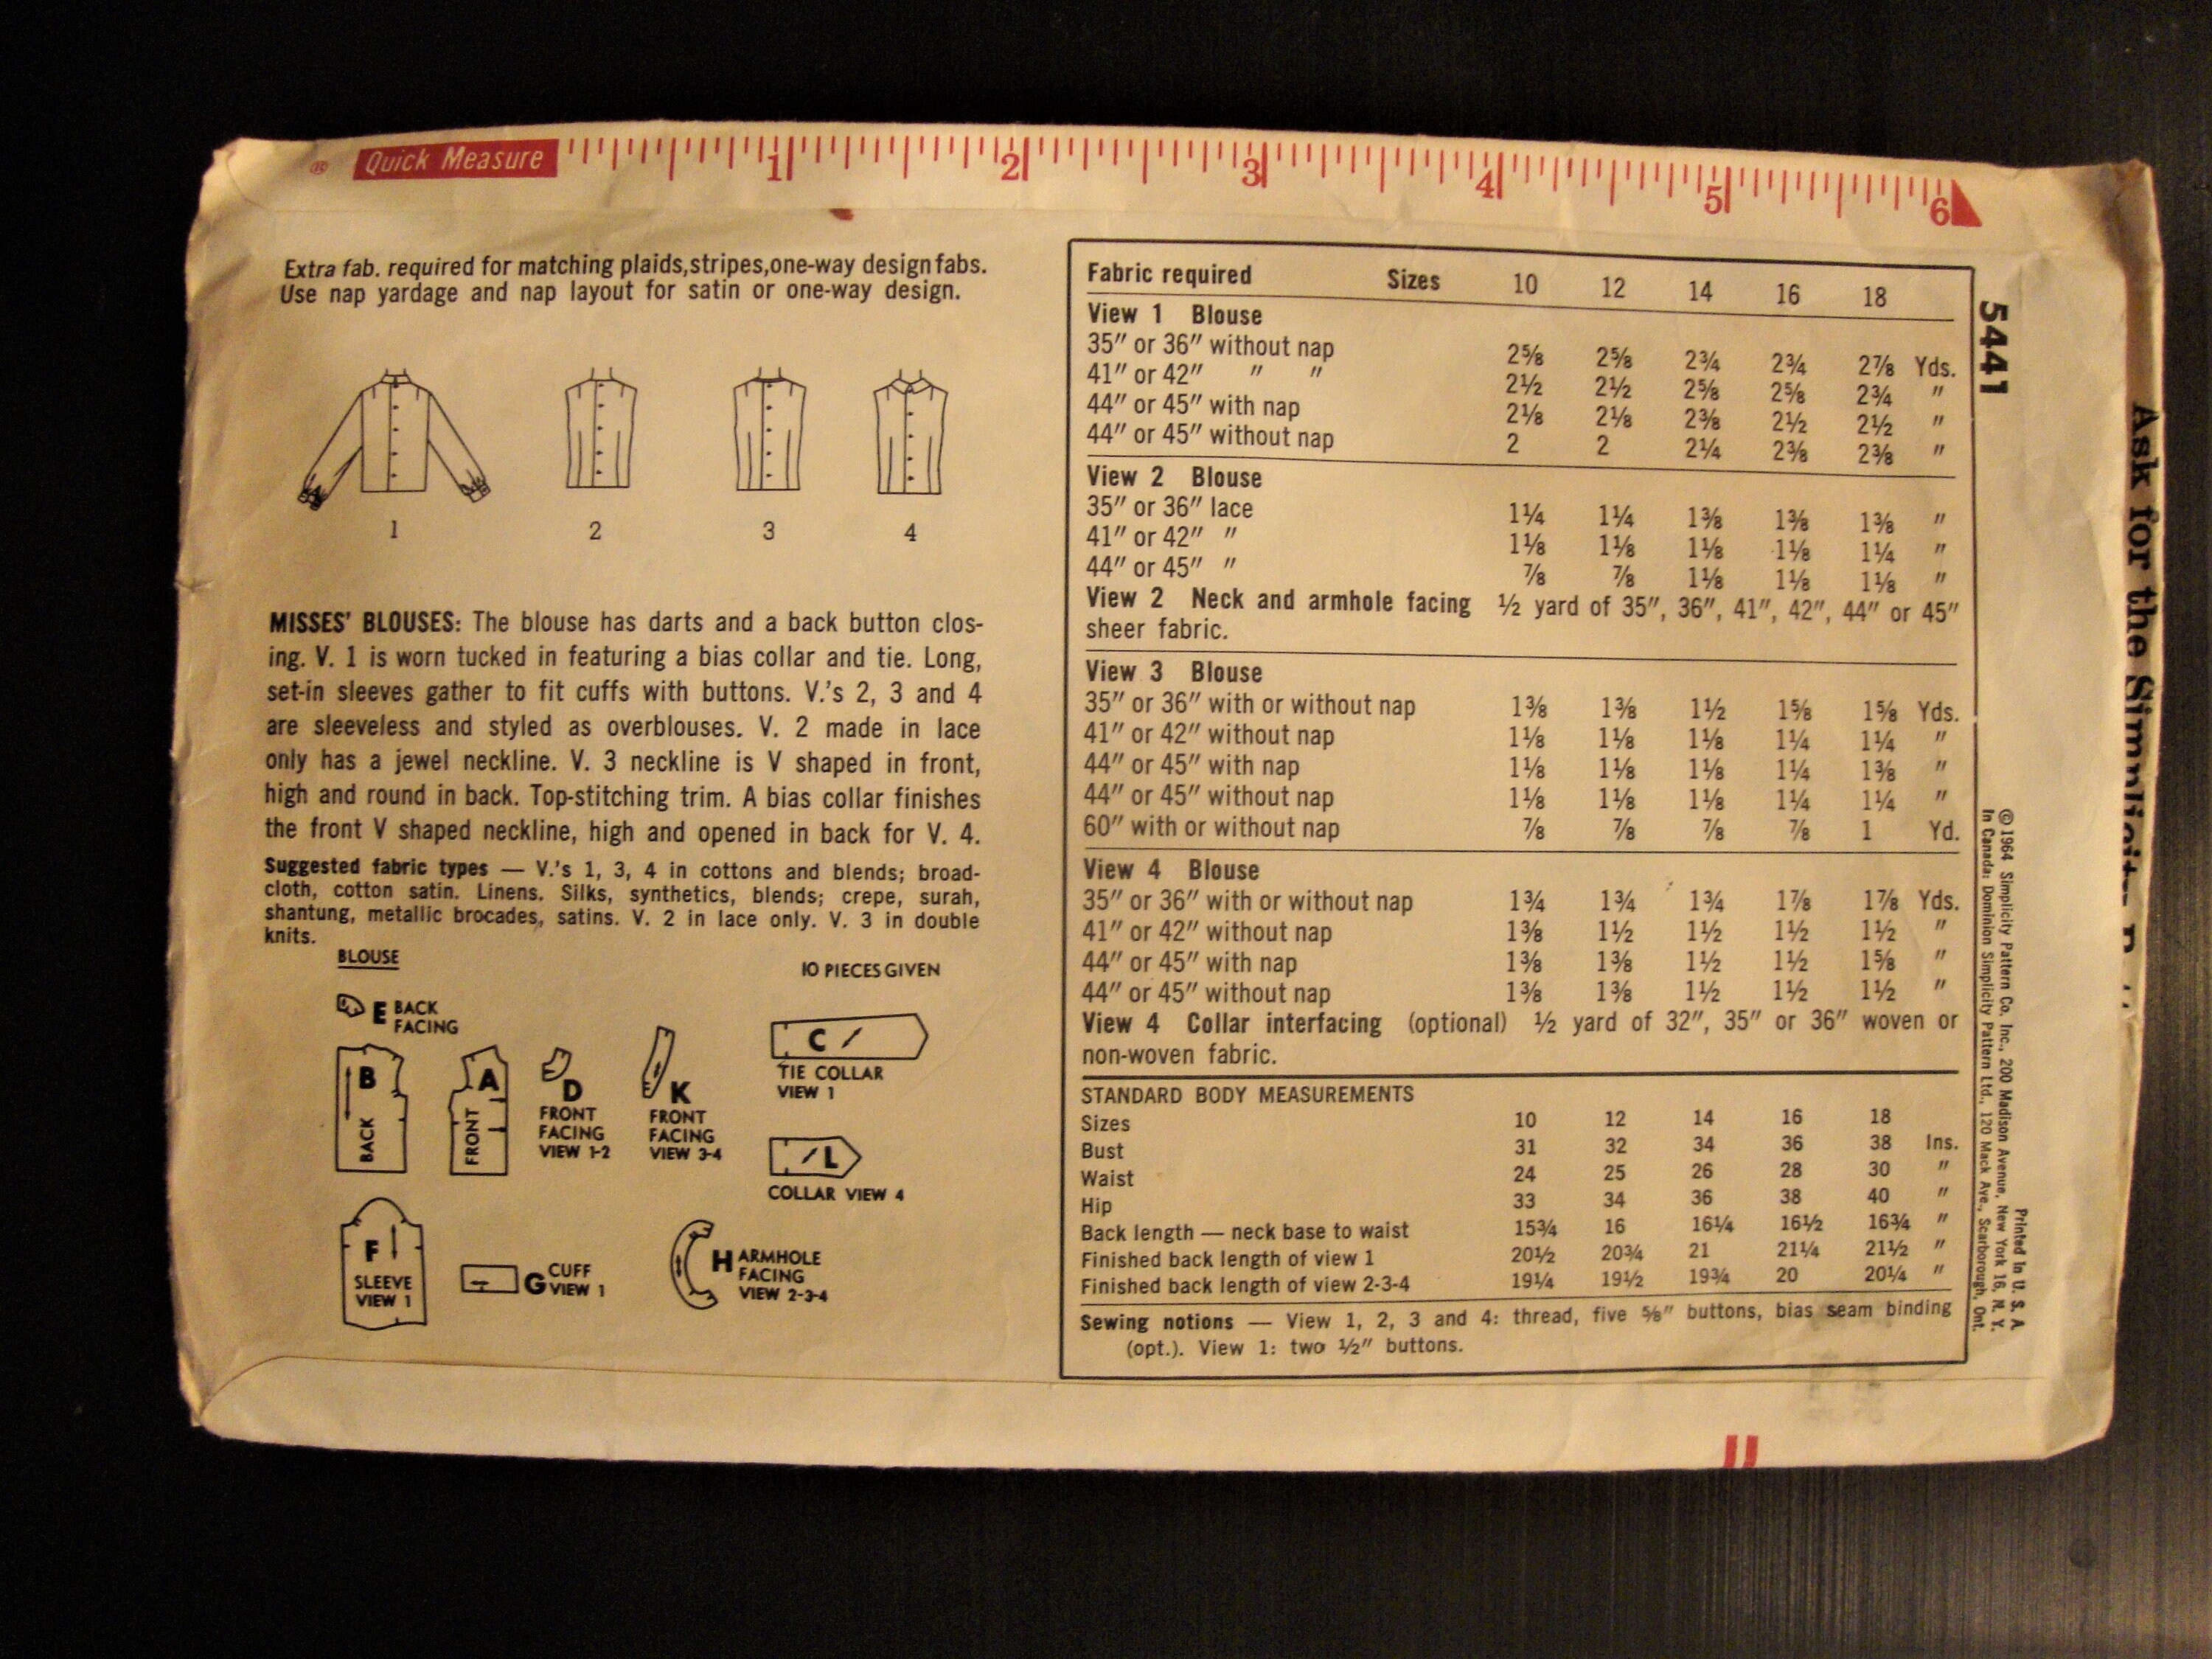 ® Quick Measure 1 2 3 4 5 6
Extra fab. required for matching plaids, stripes, one-way design fabs.
Use nap yardage and nap layout for satin or one-way design.
1 2 3 4
MISSES' BLOUSES: The blouse has darts and a back button clos-
ing. V. 1 is worn tucked in featuring a bias collar and tie. Long,
set-in sleeves gather to fit cuffs with buttons. V.'s 2, 3 and 4
are sleeveless and styled as overblouses. V. 2 made in lace
only has a jewel neckline. V. 3 neckline is V shaped in front,
high and round in back. Top-stitching trim. A bias collar finishes
the front V shaped neckline, high and opened in back for V. 4.
Suggested fabric types — V.'s 1, 3, 4 in cottons and blends; broad-
cloth, cotton satin. Linens. Silks, synthetics, blends; crepe, surah,
shantung, metallic brocades, satins. V. 2 in lace only. V. 3 in double
knits.
BLOUSE
10 PIECES GIVEN
E BACK
FACING
B
BACK
A
FRONT
D
FRONT
FACING
VIEW 1-2
K
FRONT
FACING
VIEW 3-4
C
TIE COLLAR
VIEW 1
L
COLLAR VIEW 4
F
SLEEVE
VIEW 1
G CUFF
VIEW 1
H ARMHOLE
FACING
VIEW 2-3-4
Fabric required Sizes 10 12 14 16 18
View 1 Blouse
35" or 36" without nap 2⅝ 2⅝ 2¾ 2¾ 2⅞ Yds.
41" or 42" " " 2½ 2½ 2⅝ 2⅝ 2¾ "
44" or 45" with nap 2⅛ 2⅛ 2⅜ 2½ 2½ "
44" or 45" without nap 2 2 2¼ 2⅜ 2⅜ "
View 2 Blouse
35" or 36" lace 1¼ 1¼ 1⅜ 1⅜ 1⅜ "
41" or 42" " 1⅛ 1⅛ 1⅛ 1⅛ 1¼ "
44" or 45" " ⅞ ⅞ 1⅛ 1⅛ 1⅛ "
View 2 Neck and armhole facing ½ yard of 35", 36", 41", 42", 44" or 45"
sheer fabric.
View 3 Blouse
35" or 36" with or without nap 1⅜ 1⅜ 1½ 1⅝ 1⅝ Yds.
41" or 42" without nap 1⅛ 1⅛ 1⅛ 1¼ 1¼ "
44" or 45" with nap 1⅛ 1⅛ 1⅛ 1¼ 1⅜ "
44" or 45" without nap 1⅛ 1⅛ 1⅛ 1¼ 1¼ "
60" with or without nap ⅞ ⅞ ⅞ ⅞ 1 Yd.
View 4 Blouse
35" or 36" with or without nap 1¾ 1¾ 1¾ 1⅞ 1⅞ Yds.
41" or 42" without nap 1⅜ 1½ 1½ 1½ 1½ "
44" or 45" with nap 1⅜ 1⅜ 1½ 1½ 1⅝ "
44" or 45" without nap 1⅜ 1⅜ 1½ 1½ 1½ "
View 4 Collar interfacing (optional) ½ yard of 32", 35" or 36" woven or
non-woven fabric.
STANDARD BODY MEASUREMENTS
Sizes 10 12 14 16 18
Bust 31 32 34 36 38 Ins.
Waist 24 25 26 28 30 "
Hip 33 34 36 38 40 "
Back length — neck base to waist 15¾ 16 16¼ 16½ 16¾ "
Finished back length of view 1 20½ 20¾ 21 21¼ 21½ "
Finished back length of view 2-3-4 19¼ 19½ 19¾ 20 20¼ "
Sewing notions — View 1, 2, 3 and 4: thread, five ⅝" buttons, bias seam binding
(opt.). View 1: two ½" buttons.
5441
© 1964 Simplicity Pattern Co. Inc., 200 Madison Avenue, New York 16, N. Y.
In Canada: Dominion Simplicity Pattern Ltd., 120 Mack Ave., Scarborough, Ont.
Printed in U. S. A
Ask for the Simplicity